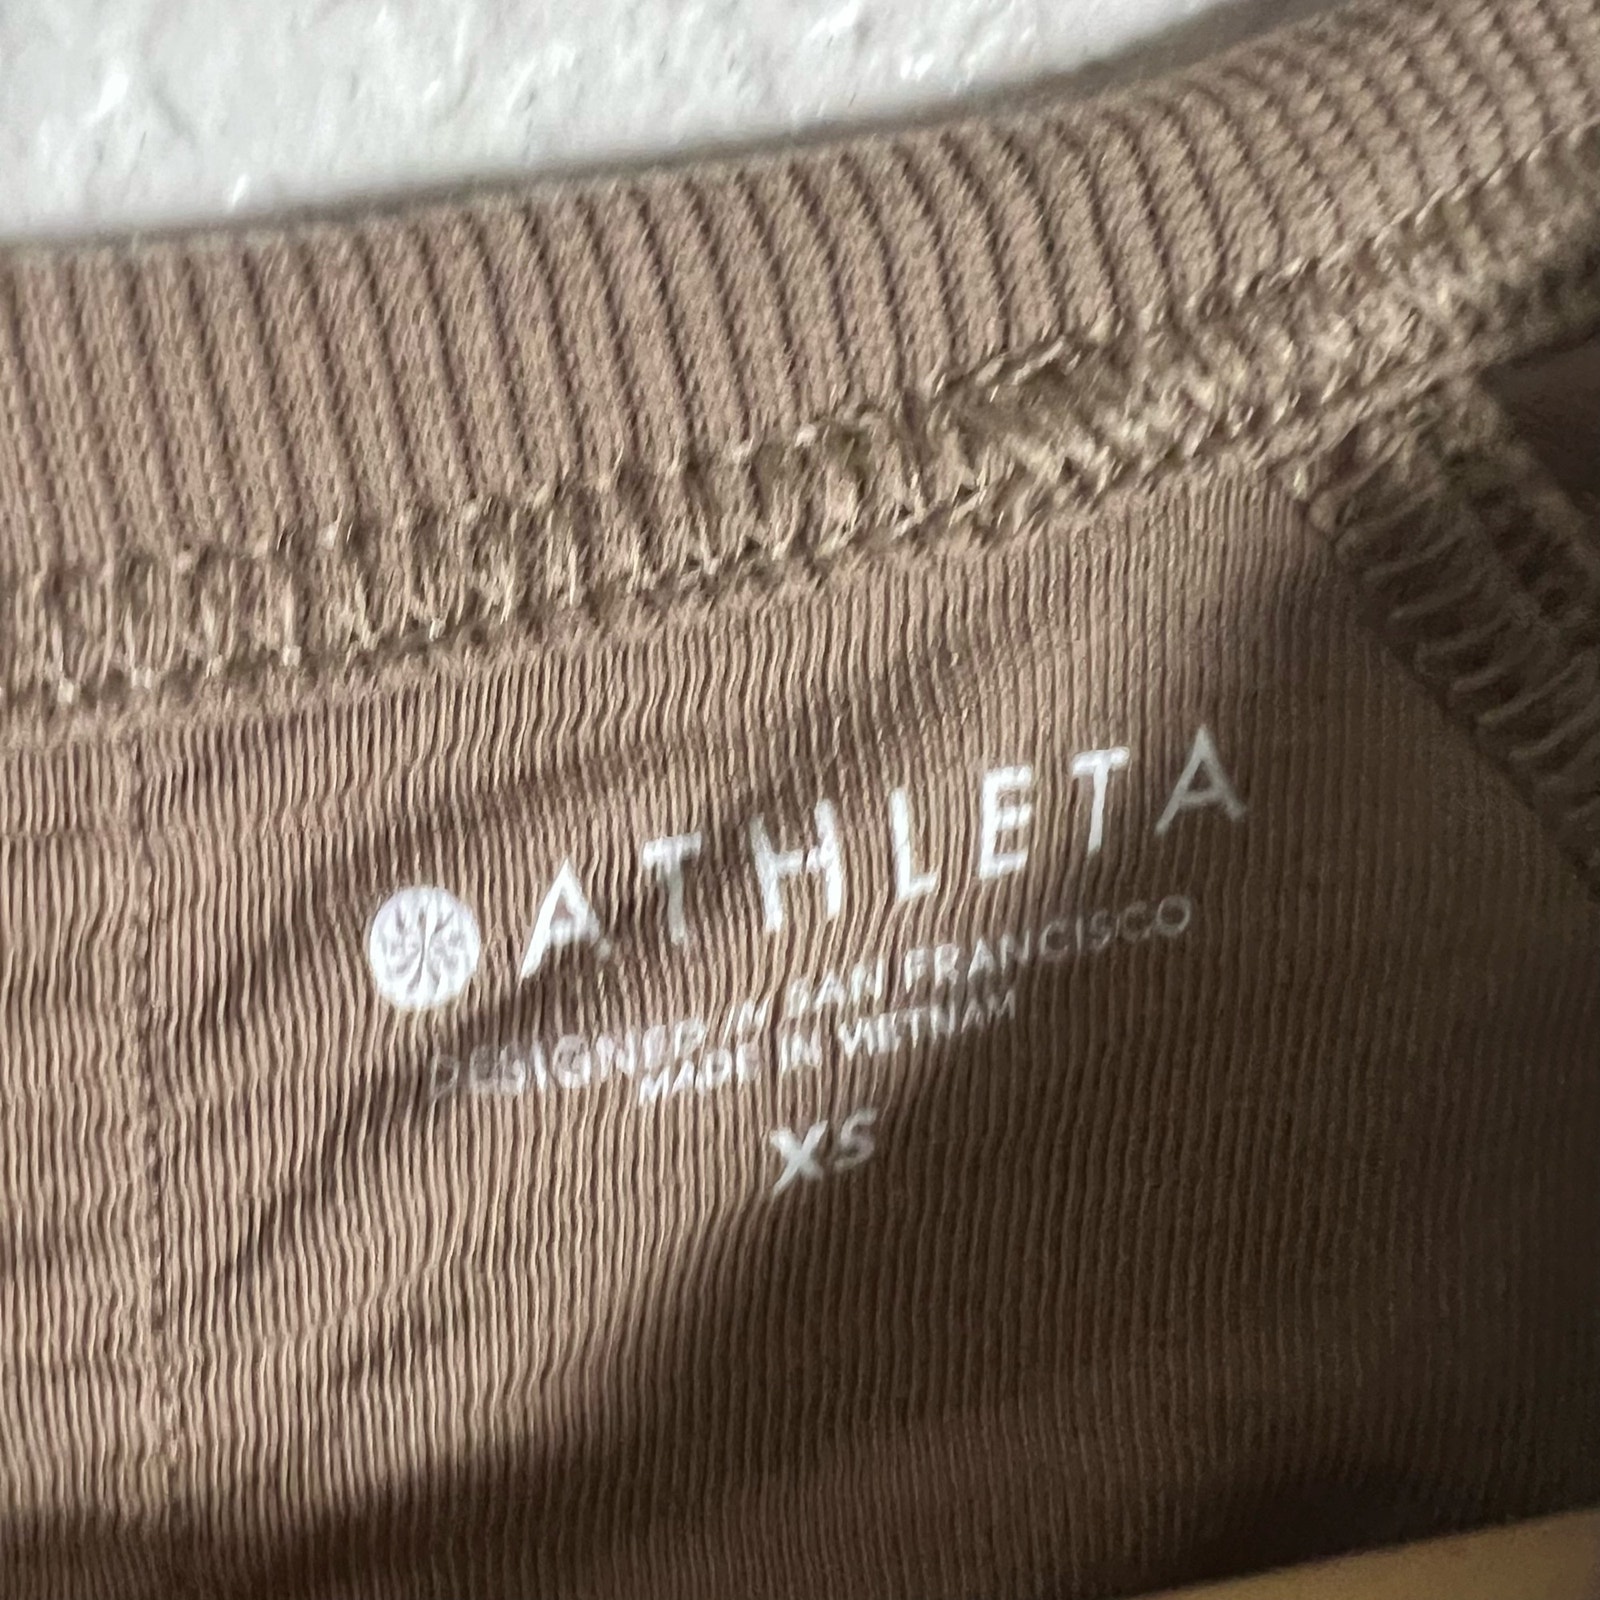 ATHLETA
DESIGNED IN SAN FRANCISCO
MADE IN VIETNAM
XS